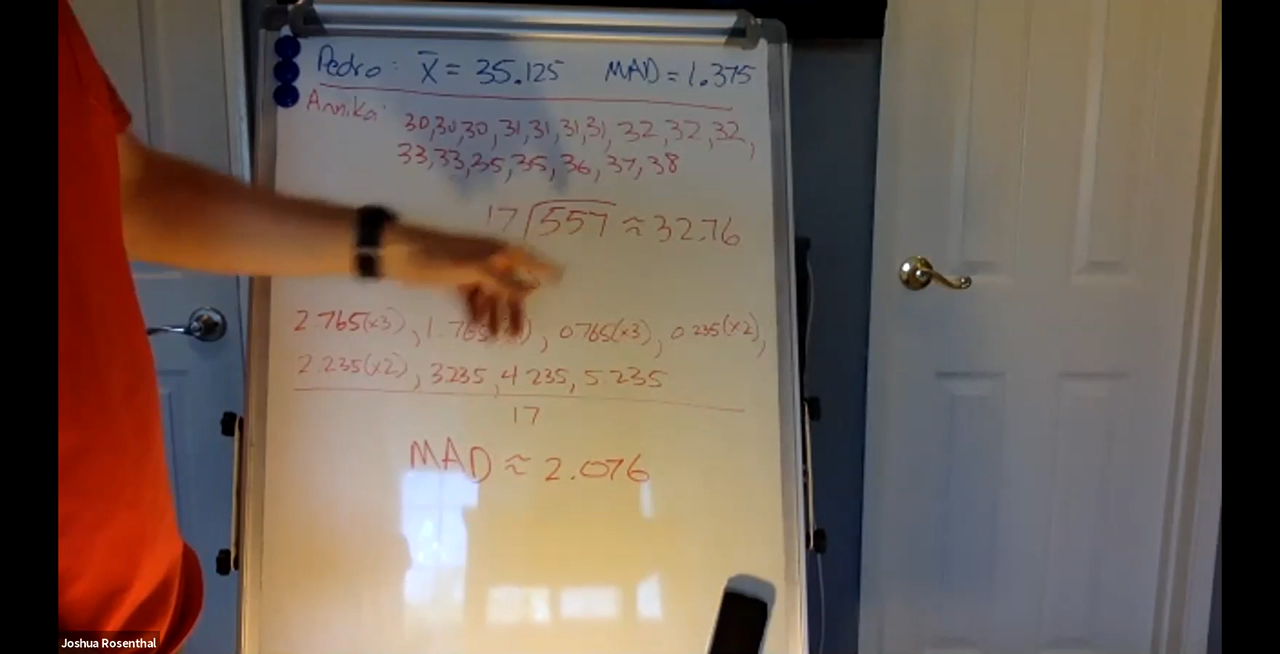 Pedro: x̄ = 35.125 MAD = 1.375
Annika: 30,30,30,31,31,31,31,32,32,32,
33,33,35,35,36,37,38
17 557 ≈ 32.76
2.765(x3), 1.765, 0.765(x3), 0.235(x2),
2.235(x2), 3.235, 4.235, 5.235
17
MAD ≈ 2.076
Joshua Rosenthal